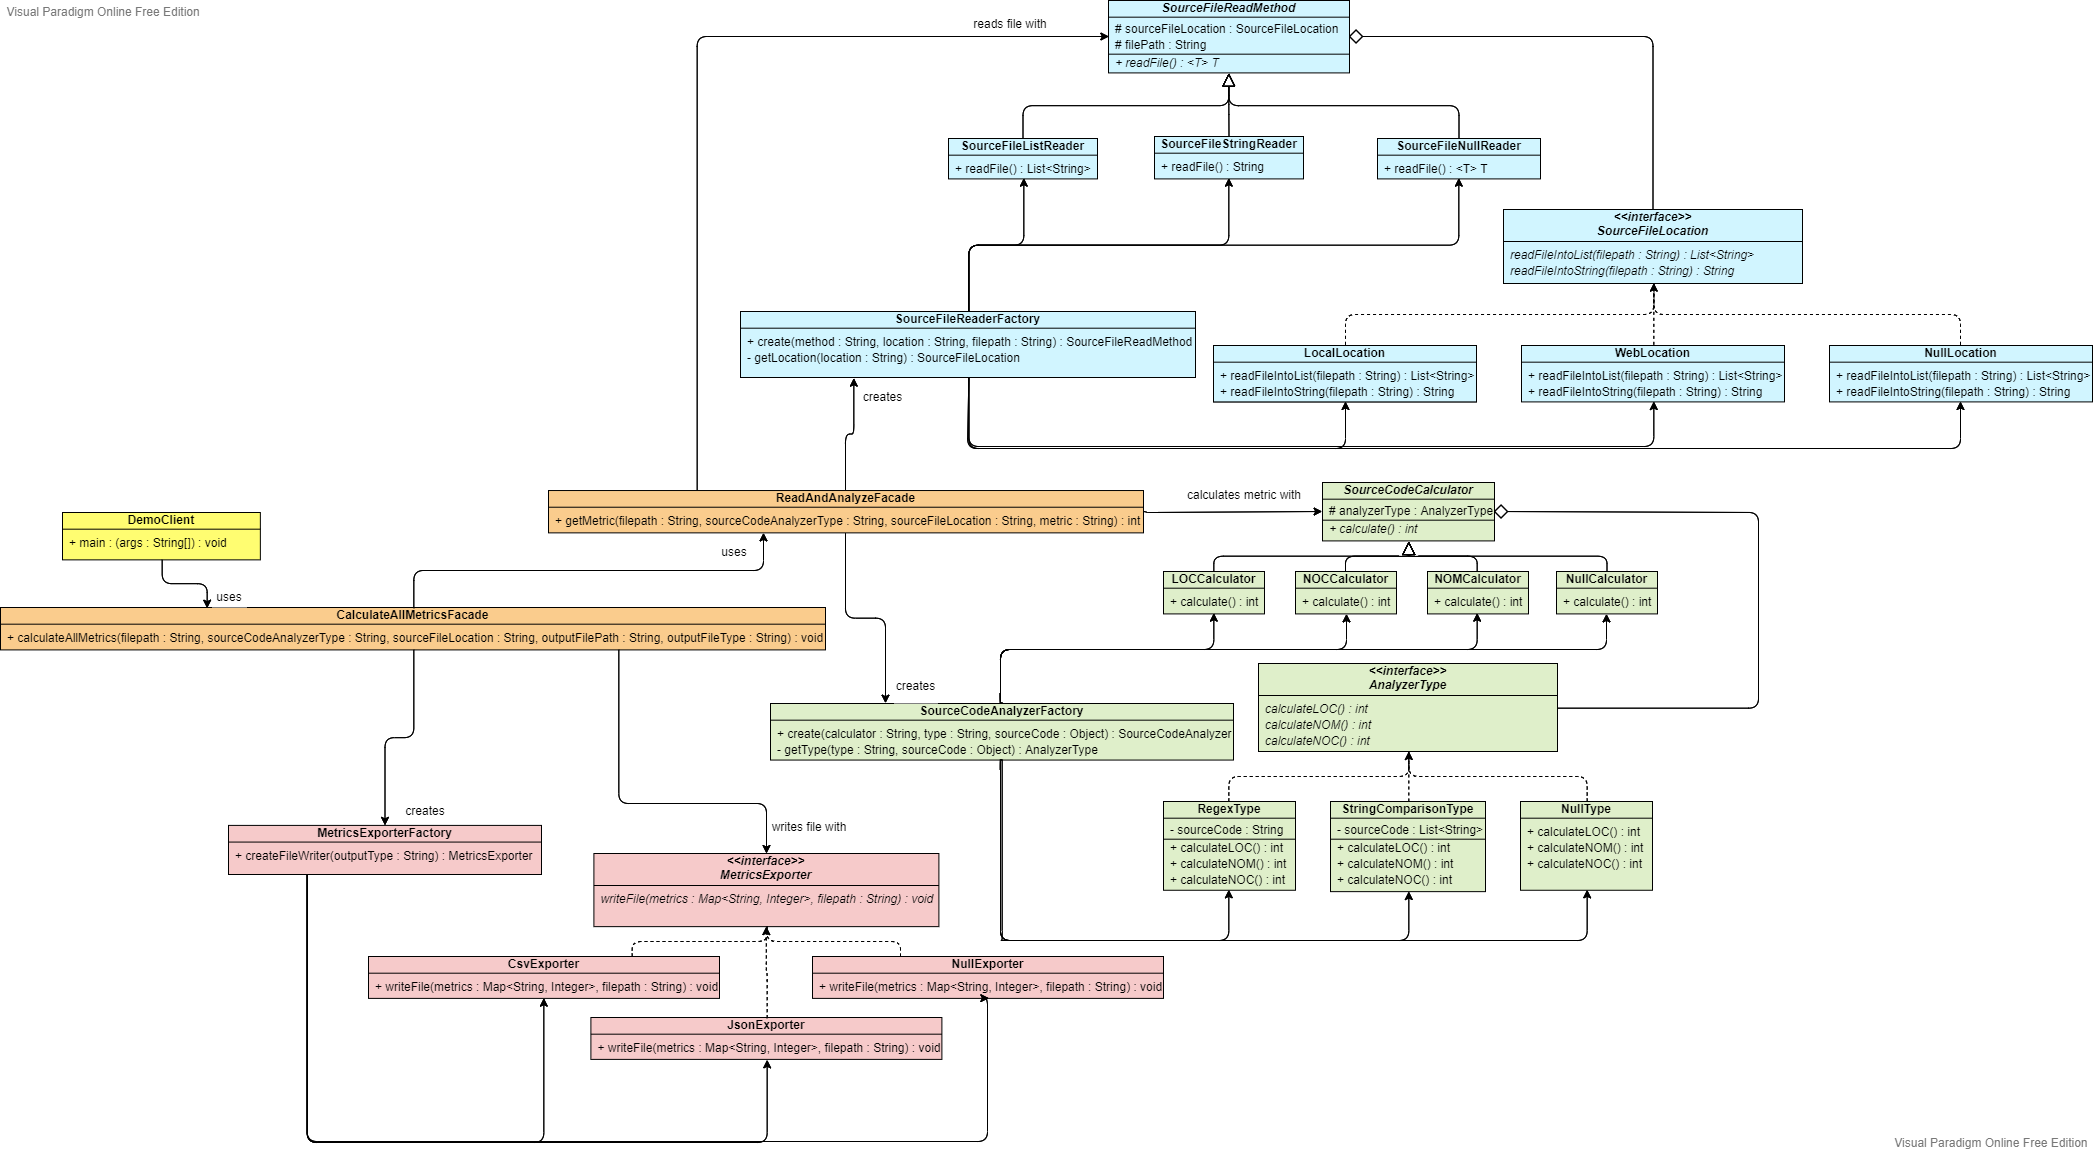 Visual Paradigm Online Free Edition
SourceFileReadMethod
# sourceFileLocation : SourceFileLocation
# filePath : String
+ readFile() : <T> T
reads file with
SourceFileListReader
+ readFile() : List<String>
SourceFileStringReader
+ readFile() : String
SourceFileNullReader
+ readFile() : <T> T
<<interface>>
SourceFileLocation
readFileIntoList(filepath : String) : List<String>
readFileIntoString(filepath : String) : String
SourceFileReaderFactory
+ create(method : String, location : String, filepath : String) : SourceFileReadMethod
- getLocation(location : String) : SourceFileLocation
LocalLocation
+ readFileIntoList(filepath : String) : List<String>
+ readFileIntoString(filepath : String) : String
WebLocation
+ readFileIntoList(filepath : String) : List<String>
+ readFileIntoString(filepath : String) : String
NullLocation
+ readFileIntoList(filepath : String) : List<String>
+ readFileIntoString(filepath : String) : String
creates
ReadAndAnalyzeFacade
+ getMetric(filepath : String, sourceCodeAnalyzerType : String, sourceFileLocation : String, metric : String) : int
calculates metric with
SourceCodeCalculator
# analyzerType : AnalyzerType
+ calculate() : int
DemoClient
+ main : (args : String[]) : void
uses
uses
LOCCalculator
+ calculate() : int
NOCCalculator
+ calculate() : int
NOMCalculator
+ calculate() : int
NullCalculator
+ calculate() : int
CalculateAllMetricsFacade
+ calculateAllMetrics(filepath : String, sourceCodeAnalyzerType : String, sourceFileLocation : String, outputFilePath : String, outputFileType : String) : void
<<interface>>
AnalyzerType
calculateLOC() : int
calculateNOM() : int
calculateNOC() : int
creates
SourceCodeAnalyzerFactory
+ create(calculator : String, type : String, sourceCode : Object) : SourceCodeAnalyzer
- getType(type : String, sourceCode : Object) : AnalyzerType
RegexType
- sourceCode : String
+ calculateLOC() : int
+ calculateNOM() : int
+ calculateNOC() : int
StringComparisonType
- sourceCode : List<String>
+ calculateLOC() : int
+ calculateNOM() : int
+ calculateNOC() : int
NullType
+ calculateLOC() : int
+ calculateNOM() : int
+ calculateNOC() : int
creates
MetricsExporterFactory
+ createFileWriter(outputType : String) : MetricsExporter
writes file with
<<interface>>
MetricsExporter
writeFile(metrics : Map<String, Integer>, filepath : String) : void
CsvExporter
+ writeFile(metrics : Map<String, Integer>, filepath : String) : void
NullExporter
+ writeFile(metrics : Map<String, Integer>, filepath : String) : void
JsonExporter
+ writeFile(metrics : Map<String, Integer>, filepath : String) : void
Visual Paradigm Online Free Edition